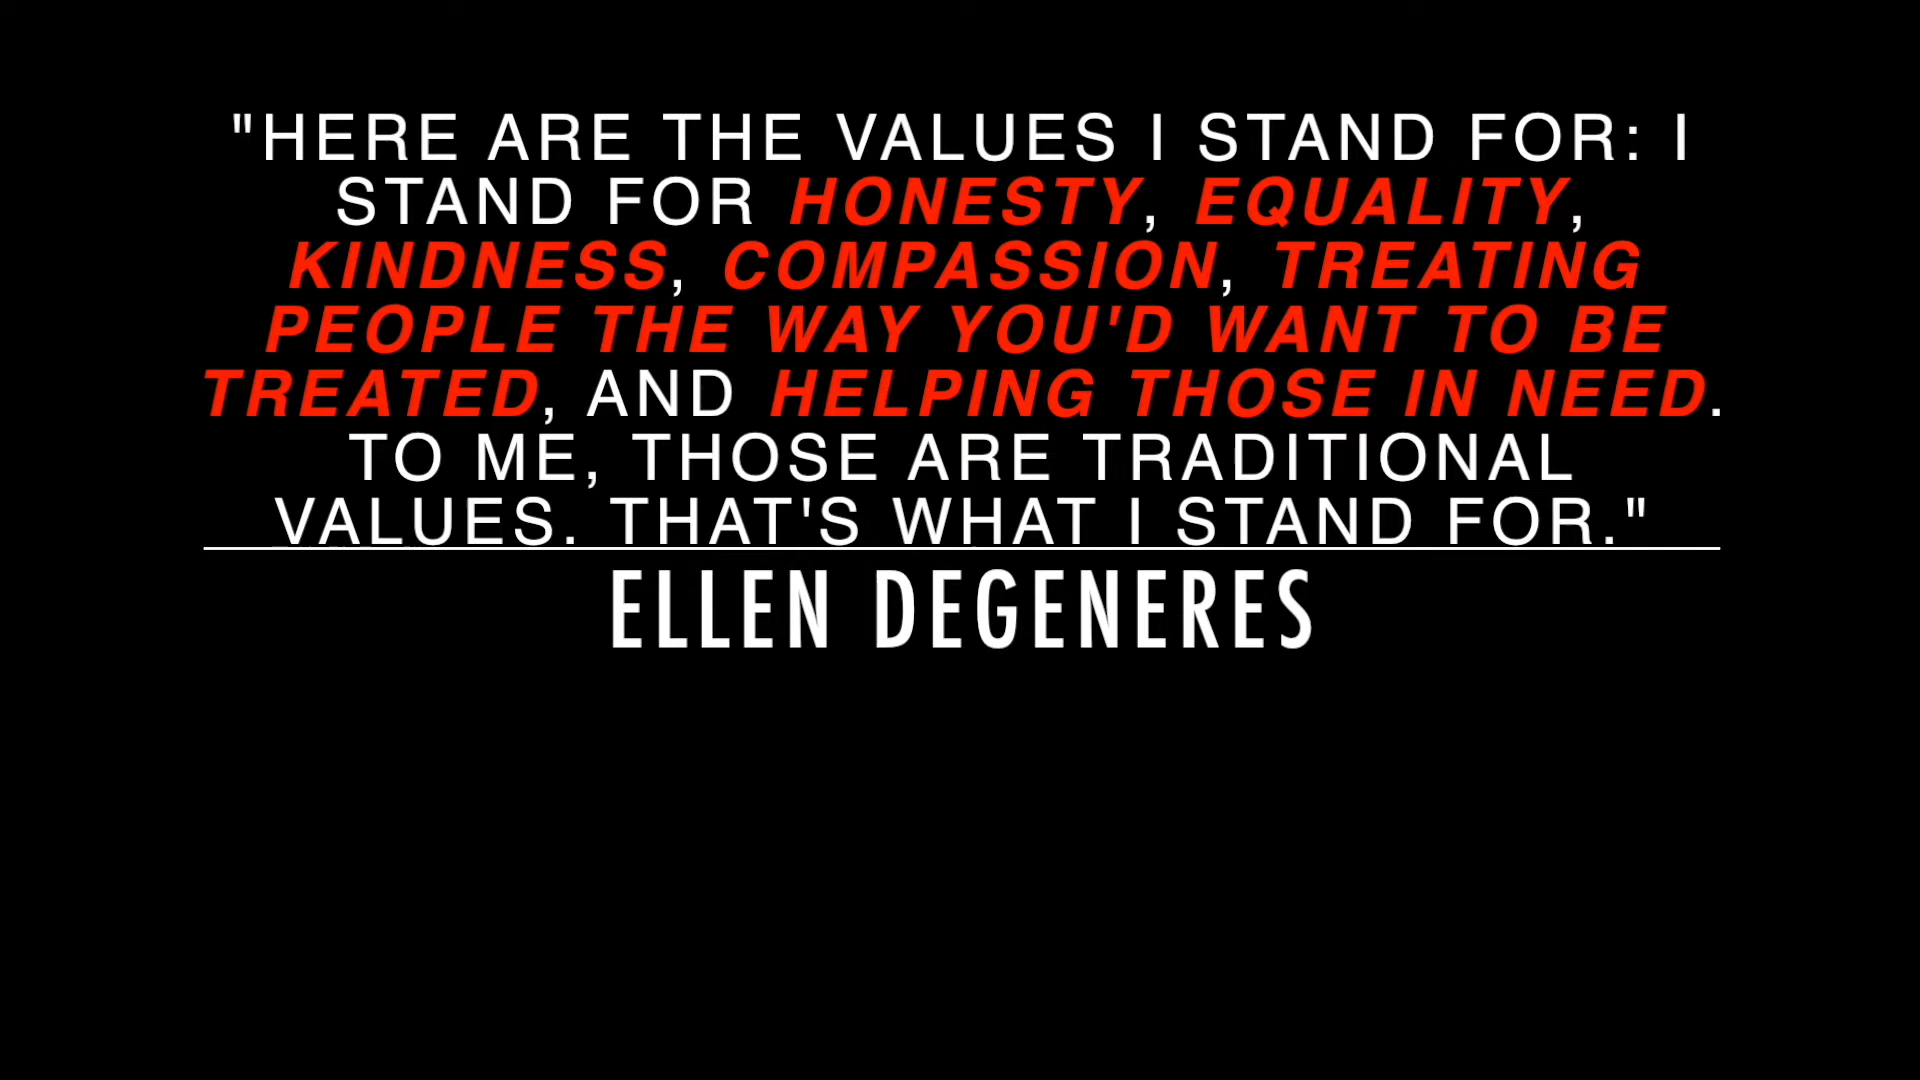 "HERE ARE THE VALUES I STAND FOR: I
STAND FOR HONESTY, EQUALITY,
KINDNESS, COMPASSION, TREATING
PEOPLE THE WAY YOU'D WANT TO BE
TREATED, AND HELPING THOSE IN NEED.
TO ME, THOSE ARE TRADITIONAL
VALUES. THAT'S WHAT I STAND FOR."
ELLEN DEGENERES